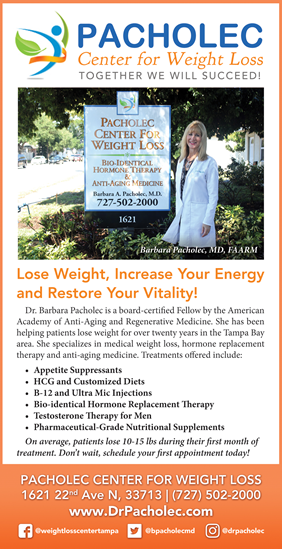 PACHOLEC
Center for Weight Loss
TOGETHER WE WILL SUCCEED!
PACHOLEC
CENTER FOR
WEIGHT LOSS
BIO-IDENTICAL
HORMONE THERAPY
&
ANTI-AGING MEDICINE
Barbara A. Pacholec, M.D.
727-502-2000
1621
Barbara Pacholec, MD, FAARM
Lose Weight, Increase Your Energy
and Restore Your Vitality!
Dr. Barbara Pacholec is a board-certified Fellow by the American
Academy of Anti-Aging and Regenerative Medicine. She has been
helping patients lose weight for over twenty years in the Tampa Bay
area. She specializes in medical weight loss, hormone replacement
therapy and anti-aging medicine. Treatments offered include:
• Appetite Suppressants
• HCG and Customized Diets
• B-12 and Ultra Mic Injections
• Bio-identical Hormone Replacement Therapy
• Testosterone Therapy for Men
• Pharmaceutical-Grade Nutritional Supplements
On average, patients lose 10-15 lbs during their first month of
treatment. Don't wait, schedule your first appointment today!
PACHOLEC CENTER FOR WEIGHT LOSS
1621 22nd Ave N, 33713 | (727) 502-2000
www.DrPacholec.com
@weightlosscentertampa @bpacholecmd @drpacholec